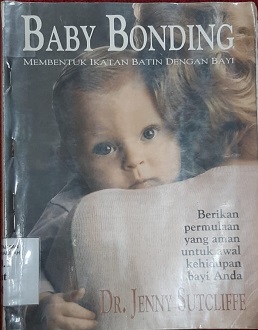 BABY BONDING
MEMBENTUK IKATAN BATIN DENGAN BAYI
Berikan
permulaan
yang aman
untuk awal
kehidupan
bayi Anda
DR. JENNY SUTCLIFFE